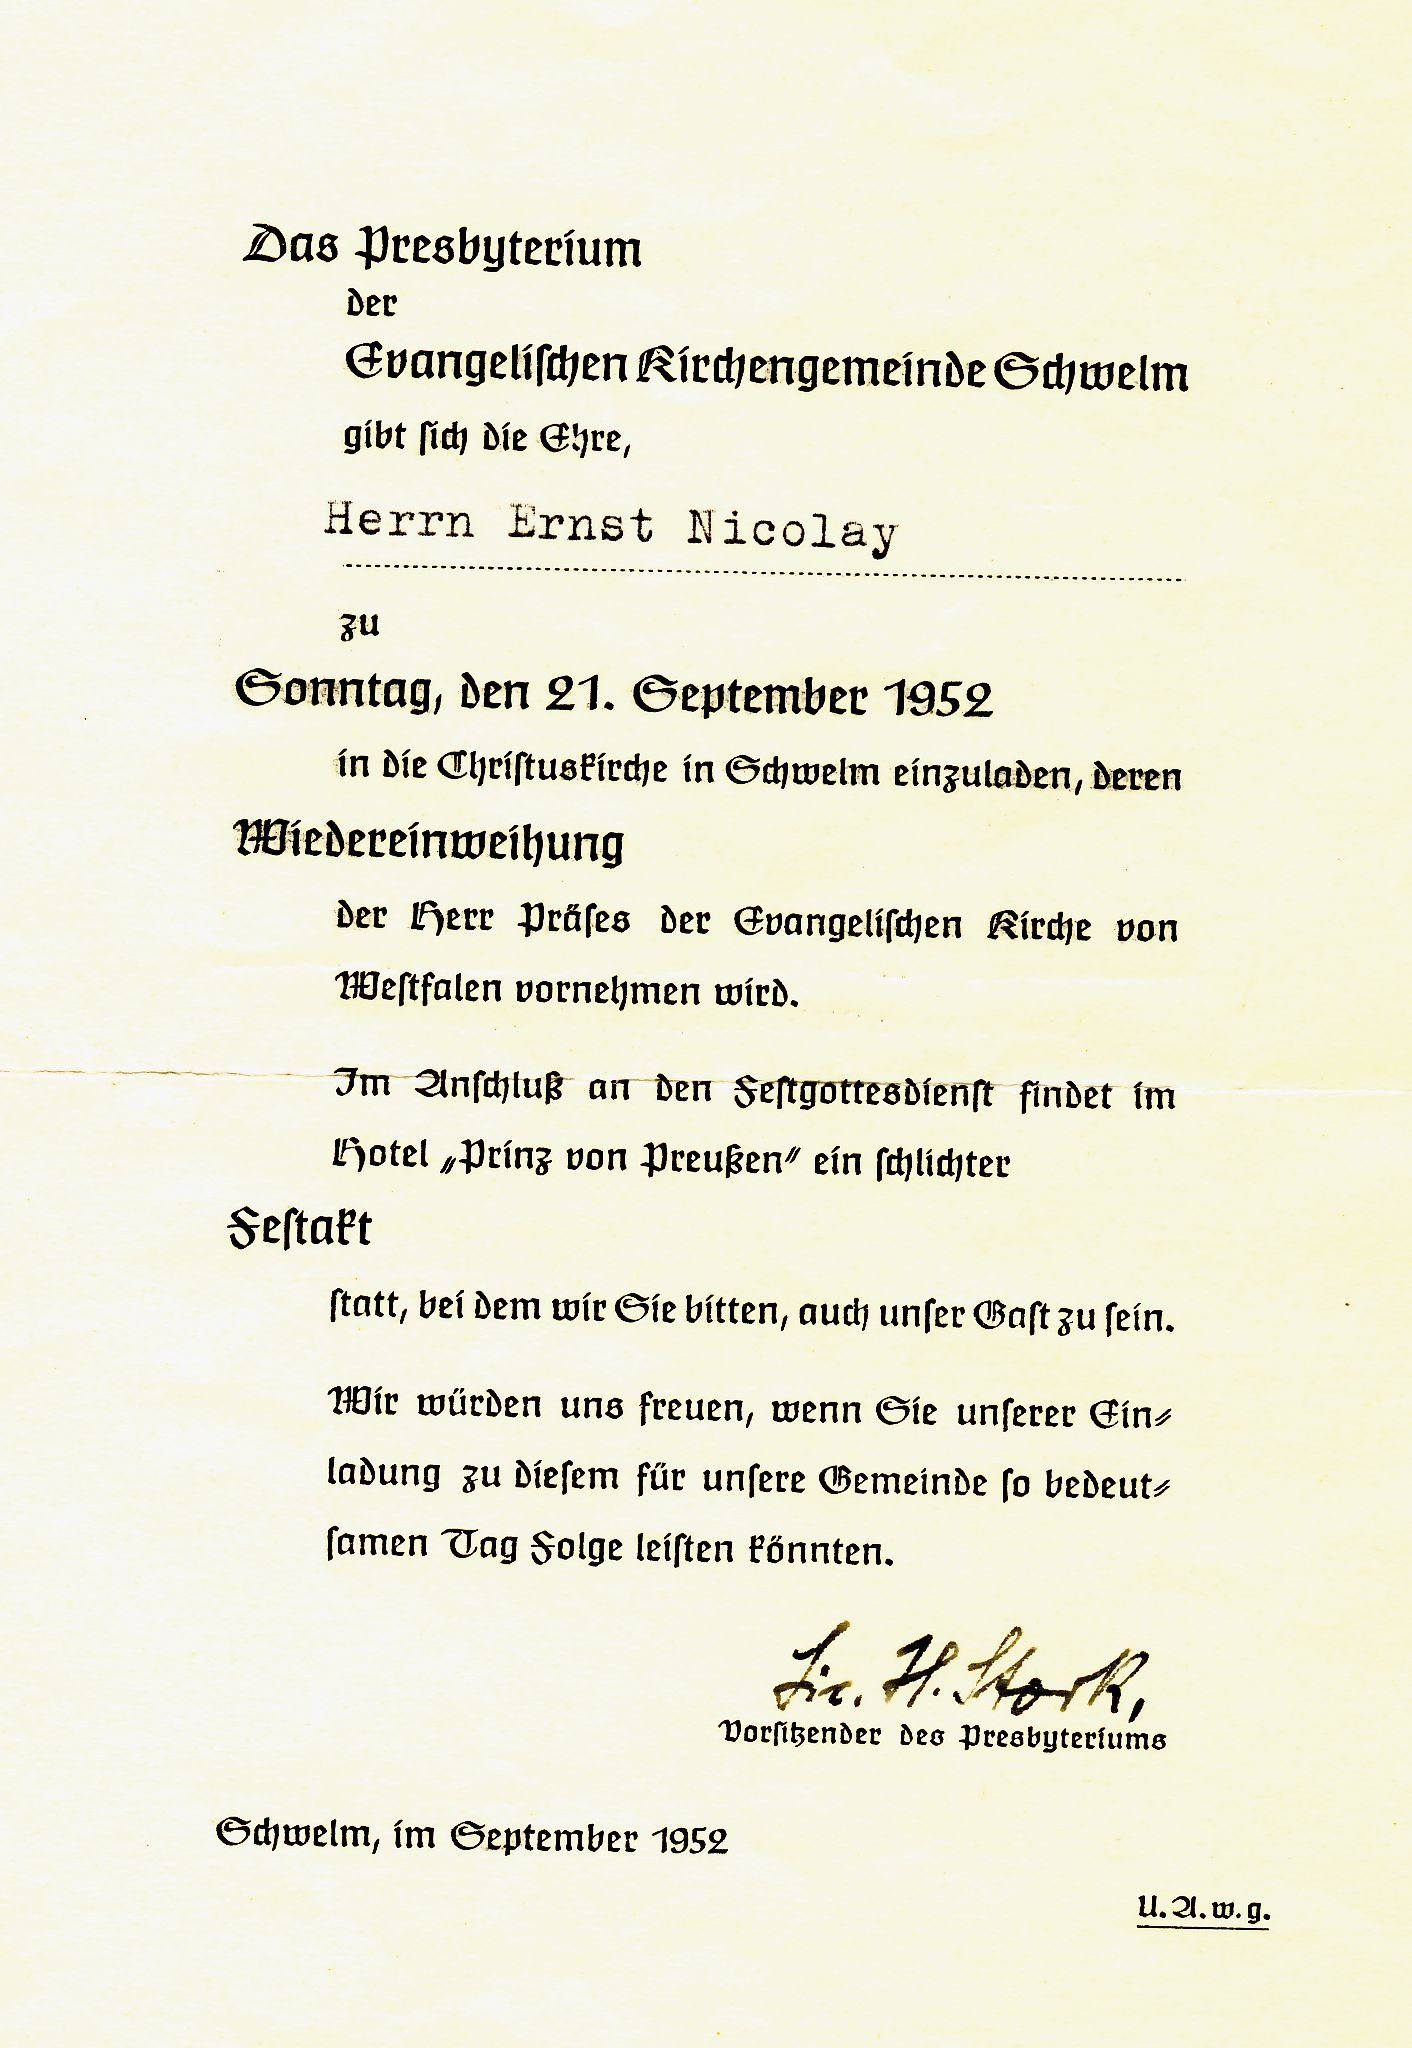 Das Presbyterium
der
Evangeliſchen Kirchengemeinde Schwelm
gibt ſich die Ehre,
Herrn Ernst Nicolay
zu
Sonntag, den 21. September 1952
in die Chriſtuskirche in Schwelm einzuladen, deren
Wiedereinweihung
der Herr Präſes der Evangeliſchen Kirche von
Weſtfalen vornehmen wird.
Im Anſchluß an den Feſtgottesdienſt findet im
Hotel „Prinz von Preußen“ ein ſchlichter
Feſtakt
ſtatt, bei dem wir Sie bitten, auch unſer Gaſt zu ſein.
Wir würden uns freuen, wenn Sie unſerer Ein⸗
ladung zu dieſem für unſere Gemeinde ſo bedeut⸗
ſamen Tag Folge leiſten könnten.
Lic. H. Stork,
Vorſitzender des Presbyteriums
Schwelm, im September 1952
U. A. w. g.